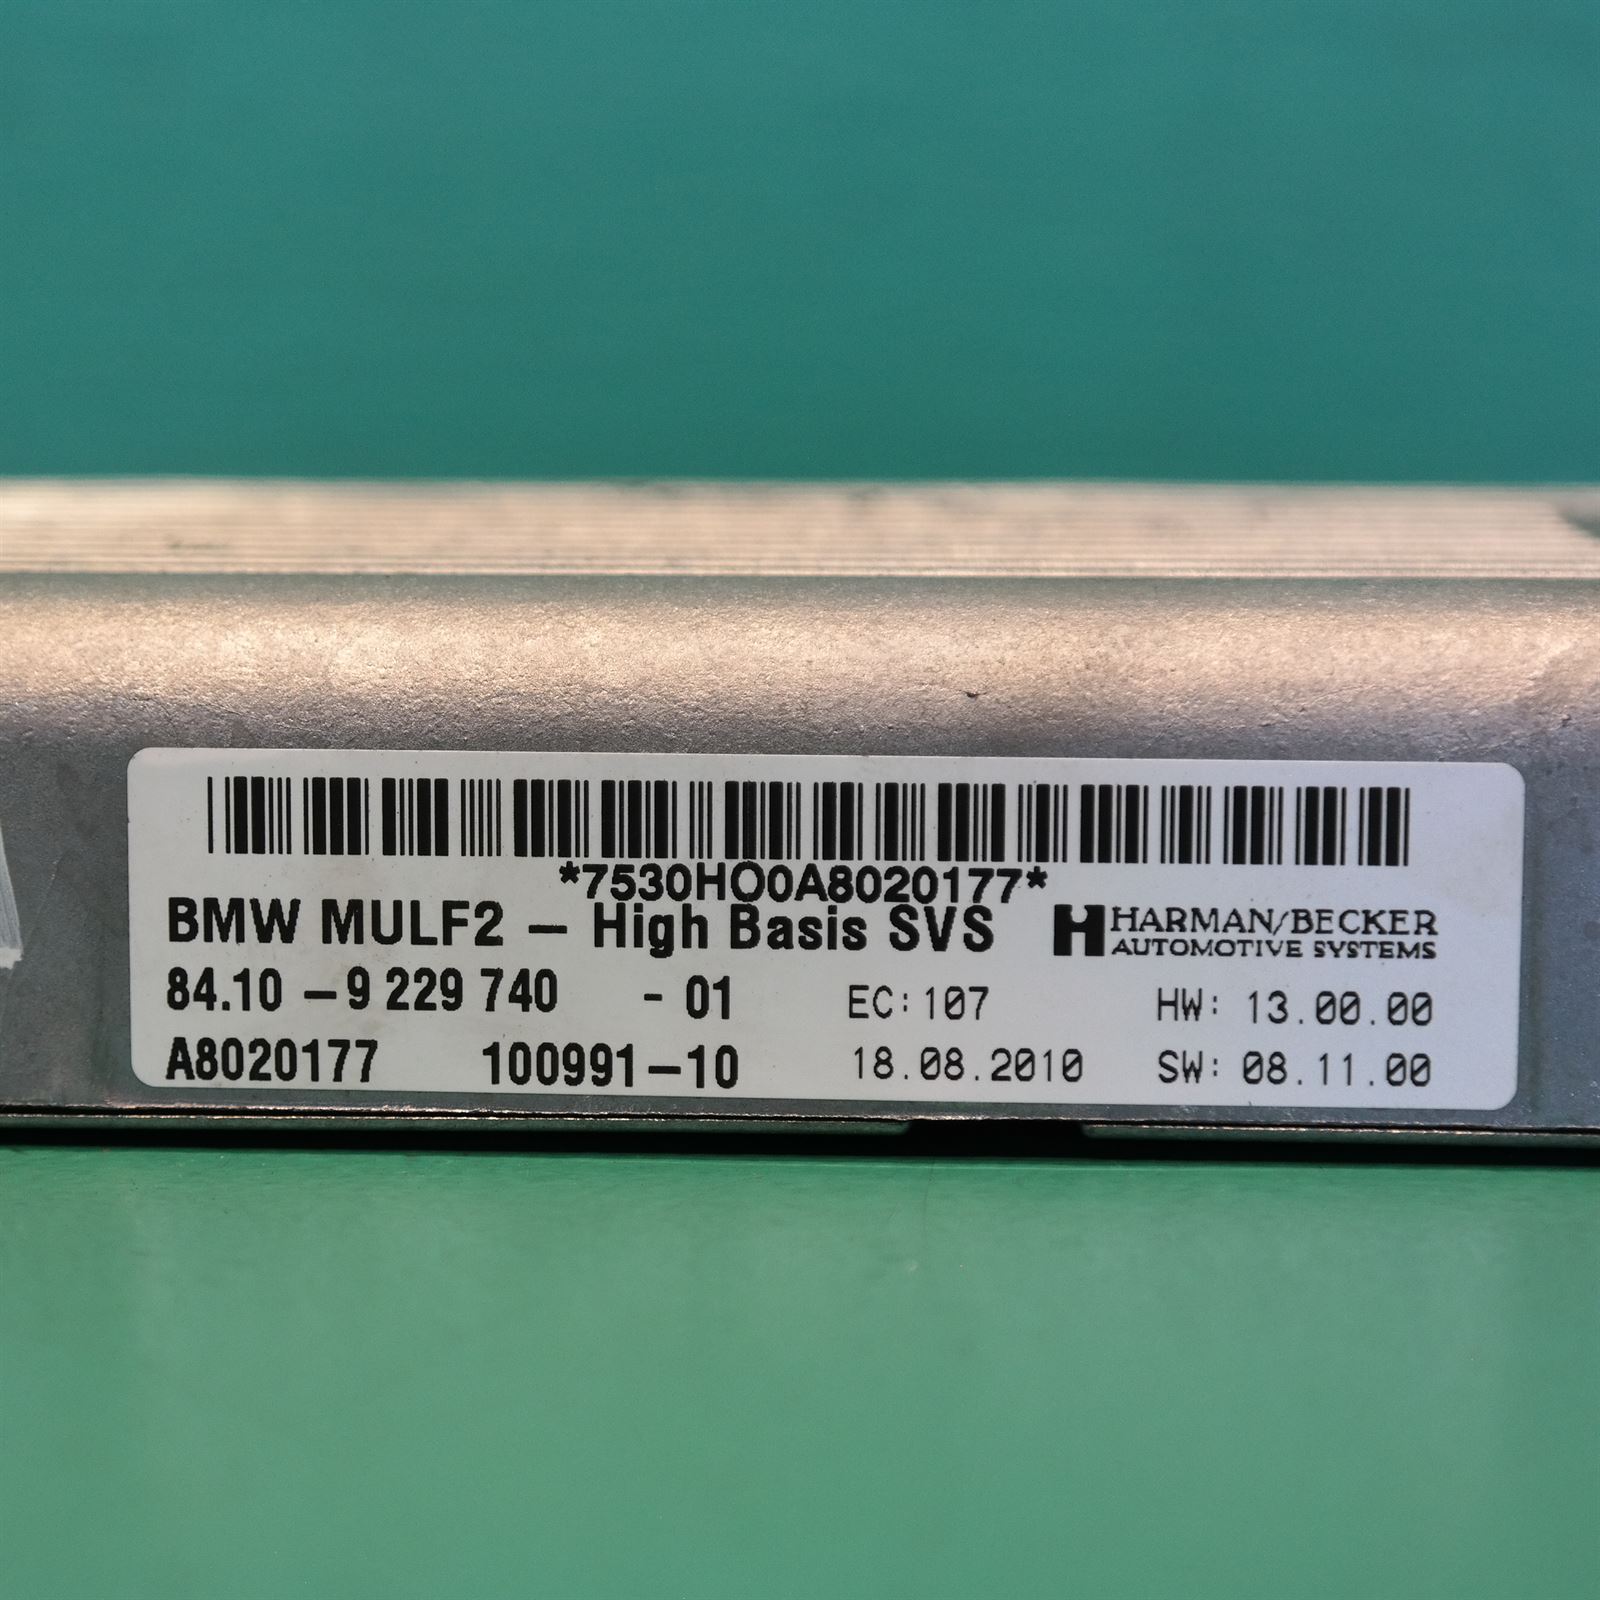 *7530HO0A8020177*
BMW MULF2 – High Basis SVS
HARMAN/BECKER
AUTOMOTIVE SYSTEMS
84.10 –9 229 740 - 01 EC: 107 HW: 13.00.00
A8020177 100991–10 18.08.2010 SW: 08.11.00